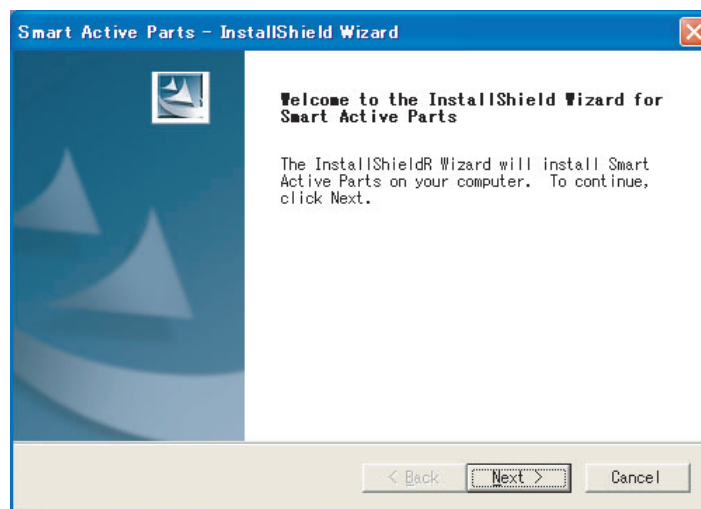 Smart Active Parts - InstallShield Wizard
Welcome to the InstallShield Wizard for
Smart Active Parts
The InstallShieldR Wizard will install Smart
Active Parts on your computer. To continue,
click Next.
< Back
Next >
Cancel